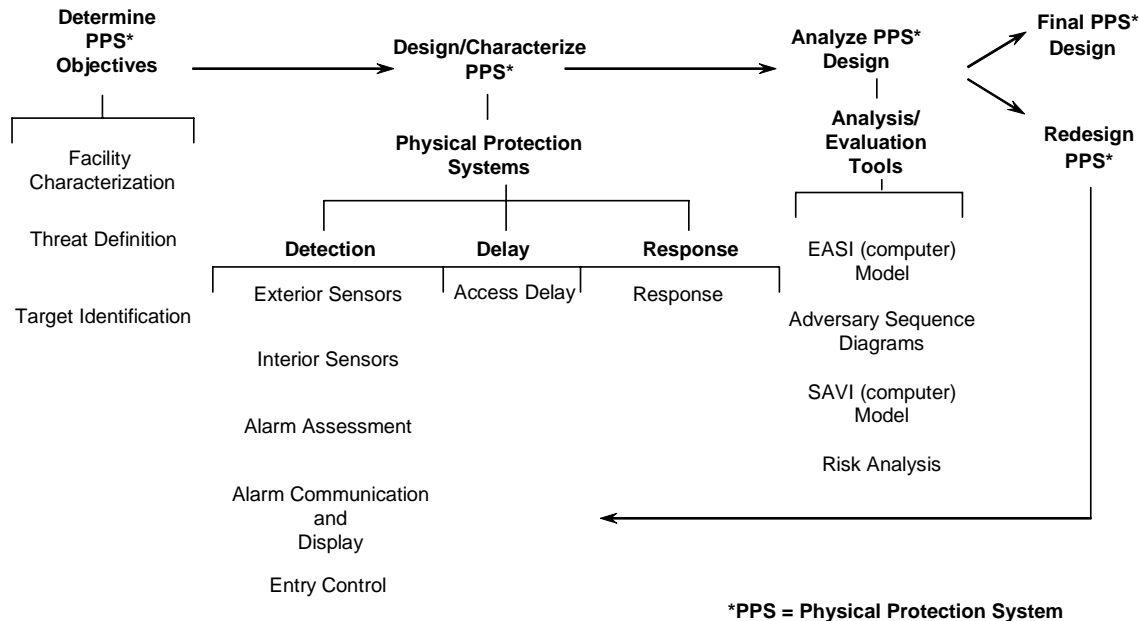 Determine
PPS*
Objectives
Facility
Characterization
Threat Definition
Target Identification
Design/Characterize
PPS*
Physical Protection
Systems
Detection
Exterior Sensors
Interior Sensors
Alarm Assessment
Alarm Communication
and
Display
Entry Control
Delay
Access Delay
Response
Response
Analyze PPS*
Design
Analysis/
Evaluation
Tools
EASI (computer)
Model
Adversary Sequence
Diagrams
SAVI (computer)
Model
Risk Analysis
Final PPS*
Design
Redesign
PPS*
*PPS = Physical Protection System